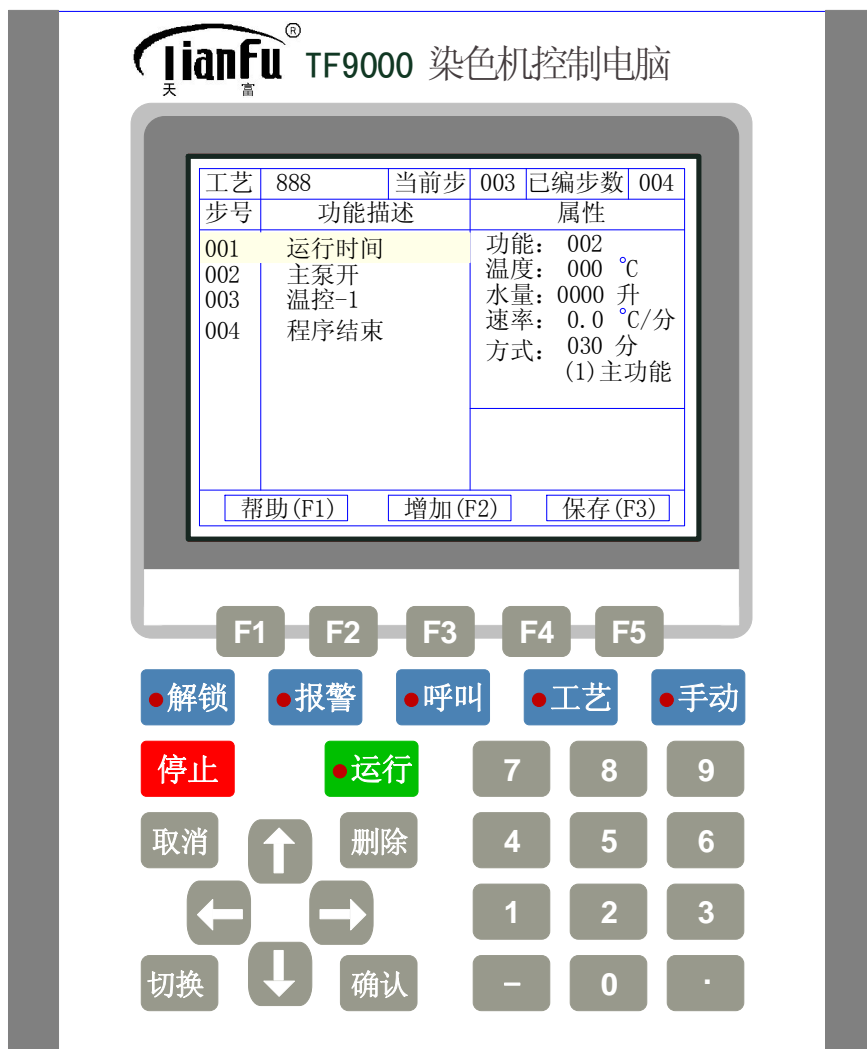 TianFu® TF9000 染色机控制电脑
天富
工艺 888 当前步 003 已编步数 004
步号 功能描述 属性
001 运行时间 功能： 002
002 主泵开 温度： 000 ℃
003 温控-1 水量：0000 升
速率： 0.0 ℃/分
004 程序结束 方式： 030 分
(1)主功能
帮助(F1) 增加(F2) 保存(F3)
F1 F2 F3 F4 F5
解锁 报警 呼叫 工艺 手动
停止 运行 7 8 9
取消 删除 4 5 6
1 2 3
切换 确认 － 0 ·